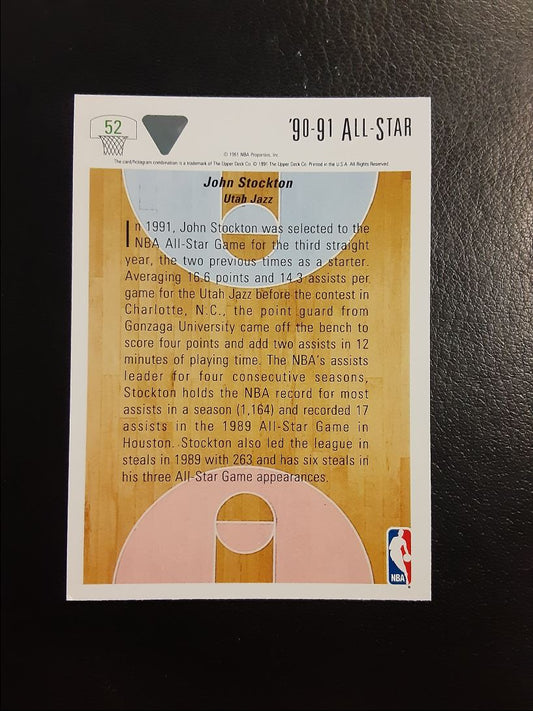 52
'90-91 ALL-STAR
© 1991 NBA Properties, Inc.
The card/hologram combination is a trademark of The Upper Deck Co. © 1991 The Upper Deck Co. Printed in the U.S.A. All Rights Reserved.
John Stockton
Utah Jazz
In 1991, John Stockton was selected to the
NBA All-Star Game for the third straight
year, the two previous times as a starter.
Averaging 16.6 points and 14.3 assists per
game for the Utah Jazz before the contest in
Charlotte, N.C., the point guard from
Gonzaga University came off the bench to
score four points and add two assists in 12
minutes of playing time. The NBA's assists
leader for four consecutive seasons,
Stockton holds the NBA record for most
assists in a season (1,164) and recorded 17
assists in the 1989 All-Star Game in
Houston. Stockton also led the league in
steals in 1989 with 263 and has six steals in
his three All-Star Game appearances.
NBA